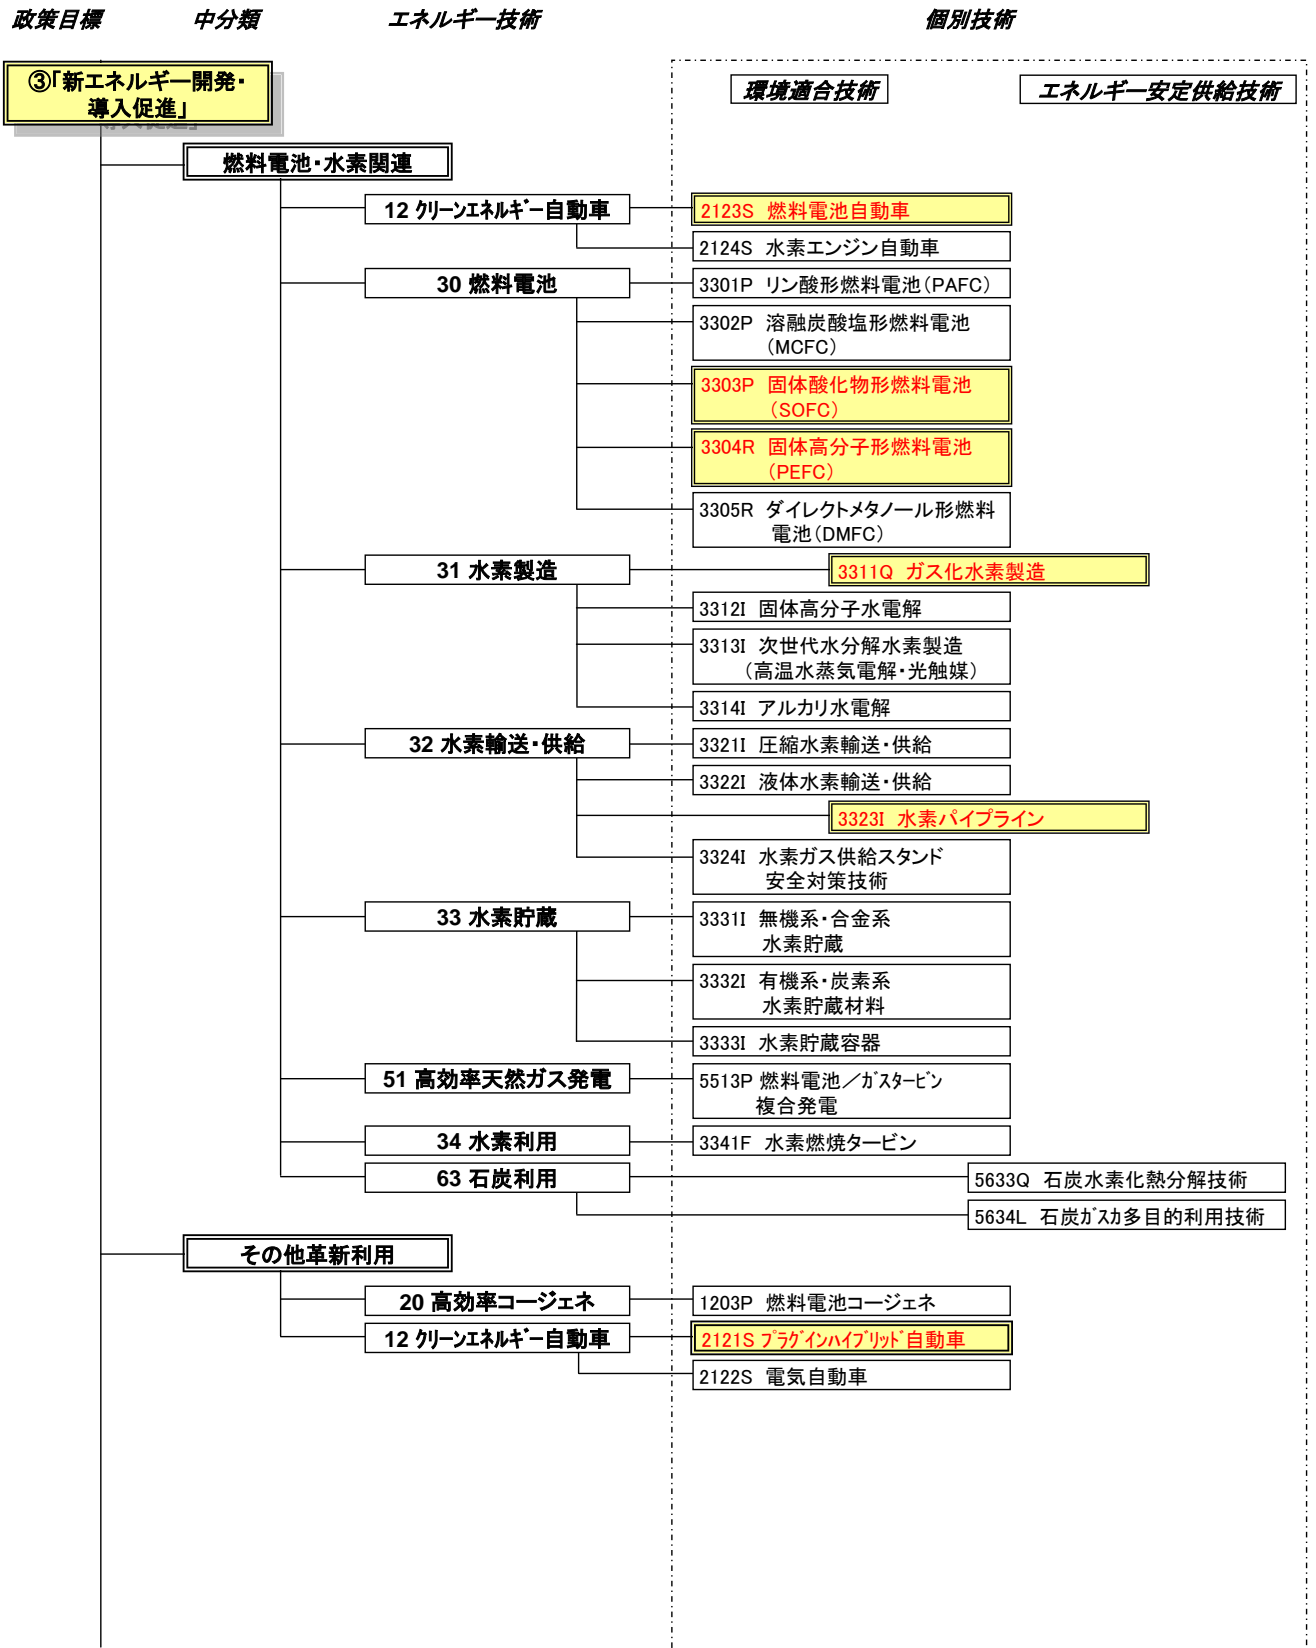 政策目標 中分類 エネルギー技術 個別技術
③「新エネルギー開発・
導入促進」
環境適合技術 エネルギー安定供給技術
燃料電池・水素関連
12 クリーンエネルギー自動車 2123S 燃料電池自動車
2124S 水素エンジン自動車
30 燃料電池 3301P リン酸形燃料電池(PAFC)
3302P 溶融炭酸塩形燃料電池
(MCFC)
3303P 固体酸化物形燃料電池
(SOFC)
3304R 固体高分子形燃料電池
(PEFC)
3305R ダイレクトメタノール形燃料
電池(DMFC)
31 水素製造 3311Q ガス化水素製造
3312I 固体高分子水電解
3313I 次世代水分解水素製造
(高温水蒸気電解・光触媒)
3314I アルカリ水電解
32 水素輸送・供給 3321I 圧縮水素輸送・供給
3322I 液体水素輸送・供給
3323I 水素パイプライン
3324I 水素ガス供給スタンド
安全対策技術
33 水素貯蔵 3331I 無機系・合金系
水素貯蔵
3332I 有機系・炭素系
水素貯蔵材料
3333I 水素貯蔵容器
51 高効率天然ガス発電 5513P 燃料電池／ガスタービン
複合発電
34 水素利用 3341F 水素燃焼タービン
63 石炭利用 5633Q 石炭水素化熱分解技術
5634L 石炭ガスカ多目的利用技術
その他革新利用
20 高効率コージェネ 1203P 燃料電池コージェネ
12 クリーンエネルギー自動車 2121S プラグインハイブリッド自動車
2122S 電気自動車